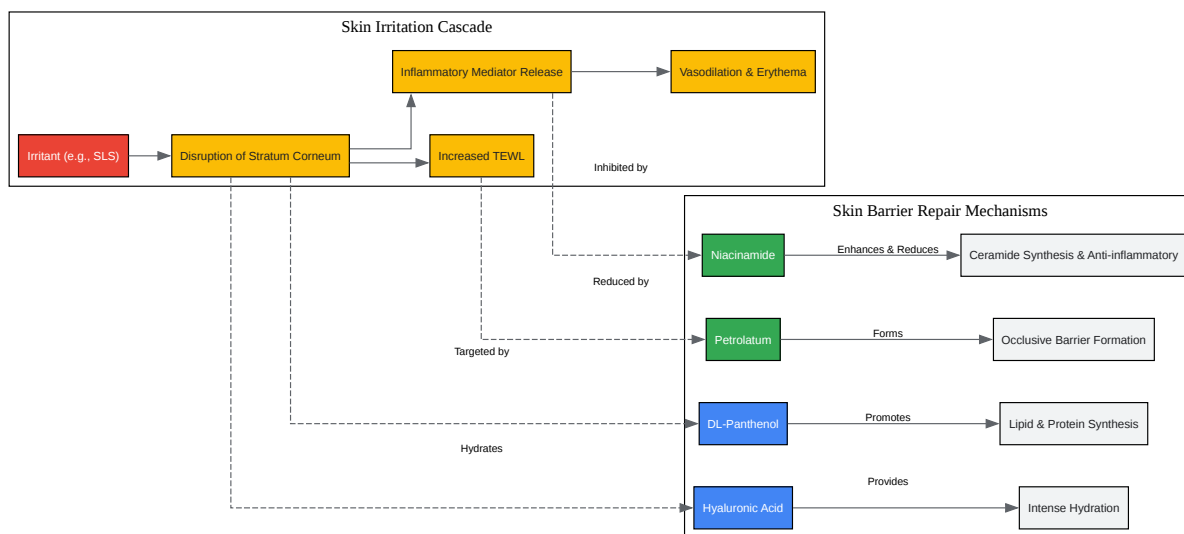 Skin Irritation Cascade
Inflammatory Mediator Release
Vasodilation & Erythema
Irritant (e.g., SLS)
Disruption of Stratum Corneum
Increased TEWL
Inhibited by
Skin Barrier Repair Mechanisms
Niacinamide
Enhances & Reduces
Ceramide Synthesis & Anti-inflammatory
Reduced by
Petrolatum
Forms
Occlusive Barrier Formation
Targeted by
DL-Panthenol
Promotes
Lipid & Protein Synthesis
Hydrates
Provides
Hyaluronic Acid
Intense Hydration